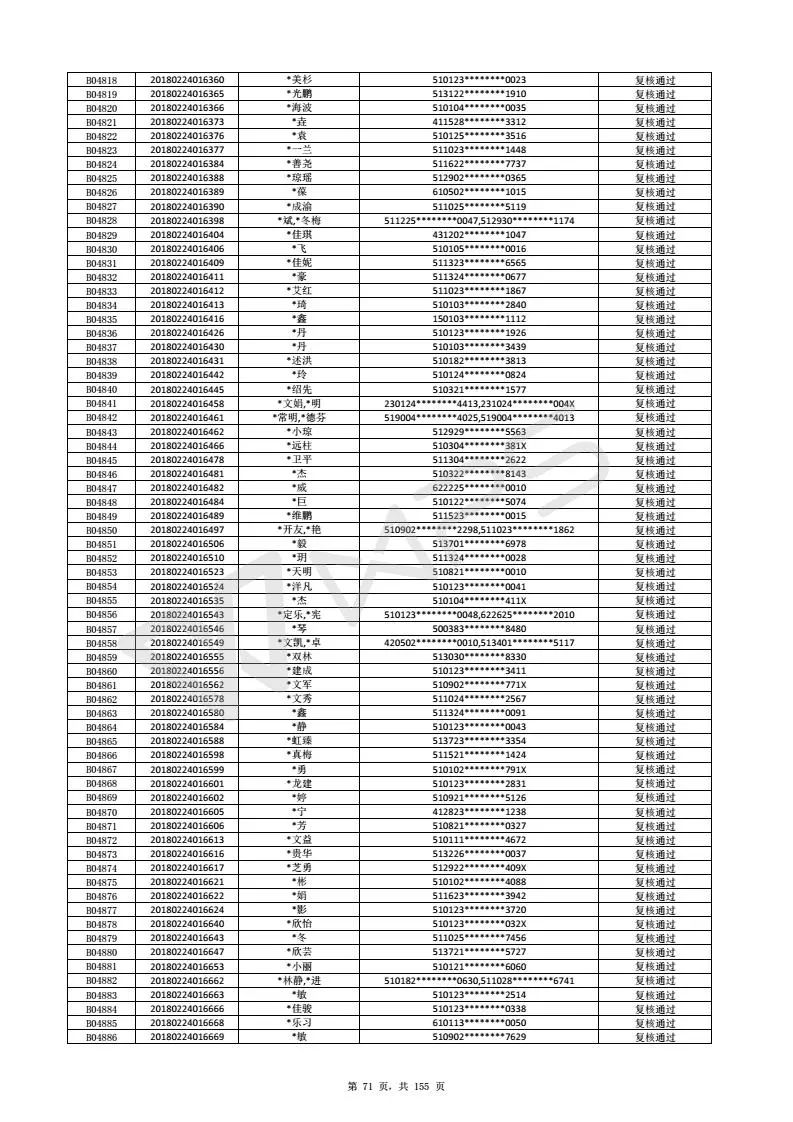 B04818 20180224016360 *美杉 510123********0023 复核通过
B04819 20180224016365 *光鹏 513122********1910 复核通过
B04820 20180224016366 *海波 510104********0035 复核通过
B04821 20180224016373 *垚 411528********3312 复核通过
B04822 20180224016376 *袁 510125********3516 复核通过
B04823 20180224016377 *一兰 511023********1448 复核通过
B04824 20180224016384 *善尧 511622********7737 复核通过
B04825 20180224016388 *琼瑶 512902********0365 复核通过
B04826 20180224016389 *葆 610502********1015 复核通过
B04827 20180224016390 *成渝 511025********5119 复核通过
B04828 20180224016398 *斌,*冬梅 511225********0047,512930********1174 复核通过
B04829 20180224016404 *佳琪 431202********1047 复核通过
B04830 20180224016406 *飞 510105********0016 复核通过
B04831 20180224016409 *佳妮 511323********6565 复核通过
B04832 20180224016411 *豪 511324********0677 复核通过
B04833 20180224016412 *艾红 511023********1867 复核通过
B04834 20180224016413 *琦 510103********2840 复核通过
B04835 20180224016416 *鑫 150103********1112 复核通过
B04836 20180224016426 *丹 510123********1926 复核通过
B04837 20180224016430 *丹 510103********3439 复核通过
B04838 20180224016431 *述洪 510182********3813 复核通过
B04839 20180224016442 *玲 510124********0824 复核通过
B04840 20180224016445 *绍先 510321********1577 复核通过
B04841 20180224016458 *文娟,*明 230124********4413,231024********004X 复核通过
B04842 20180224016461 *常明,*德芬 519004********4025,519004********4013 复核通过
B04843 20180224016462 *小琼 512929********5563 复核通过
B04844 20180224016466 *远柱 510304********381X 复核通过
B04845 20180224016478 *卫平 511304********2622 复核通过
B04846 20180224016481 *杰 510322********8143 复核通过
B04847 20180224016482 *威 622225********0010 复核通过
B04848 20180224016484 *巨 510122********5074 复核通过
B04849 20180224016489 *维鹏 511523********0015 复核通过
B04850 20180224016497 *开友,*艳 510902********2298,511023********1862 复核通过
B04851 20180224016506 *毅 513701********6978 复核通过
B04852 20180224016510 *玥 511324********0028 复核通过
B04853 20180224016523 *天明 510821********0010 复核通过
B04854 20180224016524 *洋凡 510123********0041 复核通过
B04855 20180224016535 *杰 510104********411X 复核通过
B04856 20180224016543 *定乐,*宪 510123********0048,622625********2010 复核通过
B04857 20180224016546 *琴 500383********8480 复核通过
B04858 20180224016549 *文凯,*卓 420502********0010,513401********5117 复核通过
B04859 20180224016555 *双林 513030********8330 复核通过
B04860 20180224016556 *建成 510123********3411 复核通过
B04861 20180224016562 *文军 510902********771X 复核通过
B04862 20180224016578 *文秀 511024********2567 复核通过
B04863 20180224016580 *鑫 511324********0091 复核通过
B04864 20180224016584 *静 510123********0043 复核通过
B04865 20180224016588 *虹臻 513723********3354 复核通过
B04866 20180224016598 *真梅 511521********1424 复核通过
B04867 20180224016599 *勇 510102********791X 复核通过
B04868 20180224016601 *龙建 510123********2831 复核通过
B04869 20180224016602 *婷 510921********5126 复核通过
B04870 20180224016605 *宁 412823********1238 复核通过
B04871 20180224016606 *芳 510821********0327 复核通过
B04872 20180224016613 *文益 510111********4672 复核通过
B04873 20180224016616 *贵华 513226********0037 复核通过
B04874 20180224016617 *芝勇 512922********409X 复核通过
B04875 20180224016621 *彬 510102********4088 复核通过
B04876 20180224016622 *娟 511623********3942 复核通过
B04877 20180224016624 *影 510123********3720 复核通过
B04878 20180224016640 *欣怡 510123********032X 复核通过
B04879 20180224016643 *冬 511025********7456 复核通过
B04880 20180224016647 *欣芸 513721********5727 复核通过
B04881 20180224016653 *小丽 510121********6060 复核通过
B04882 20180224016662 *林静,*进 510182********0630,511028********6741 复核通过
B04883 20180224016663 *敏 510123********2514 复核通过
B04884 20180224016666 *佳骏 510123********0338 复核通过
B04885 20180224016668 *乐习 610113********0050 复核通过
B04886 20180224016669 *敏 510902********7629 复核通过
WPS
第 71 页，共 155 页